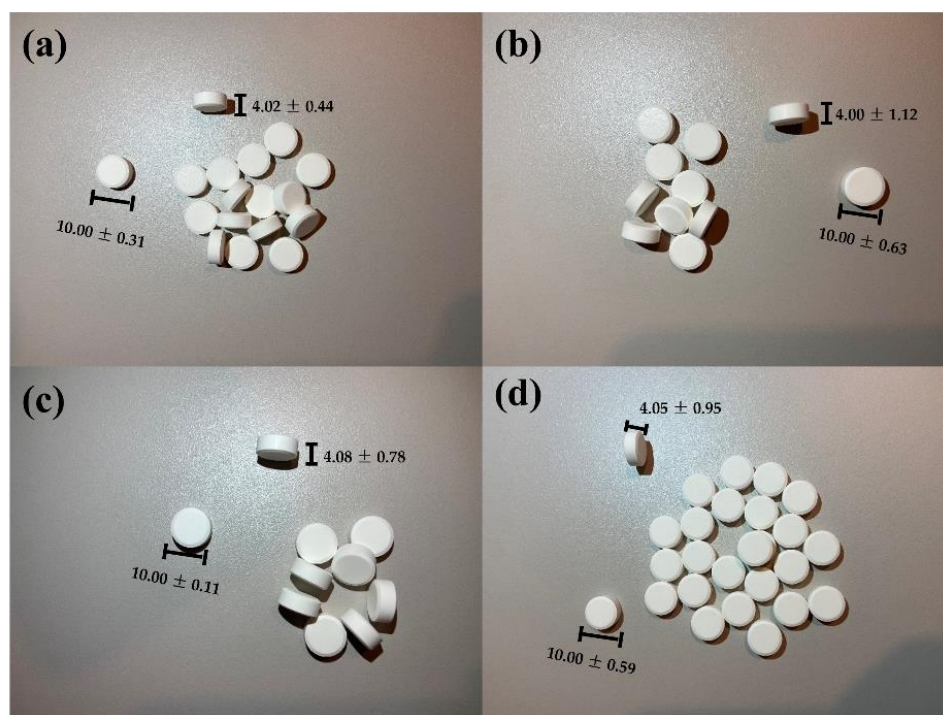 (a)
4.02 ± 0.44
10.00 ± 0.31
(b)
4.00 ± 1.12
10.00 ± 0.63
(c)
4.08 ± 0.78
10.00 ± 0.11
(d)
4.05 ± 0.95
10.00 ± 0.59